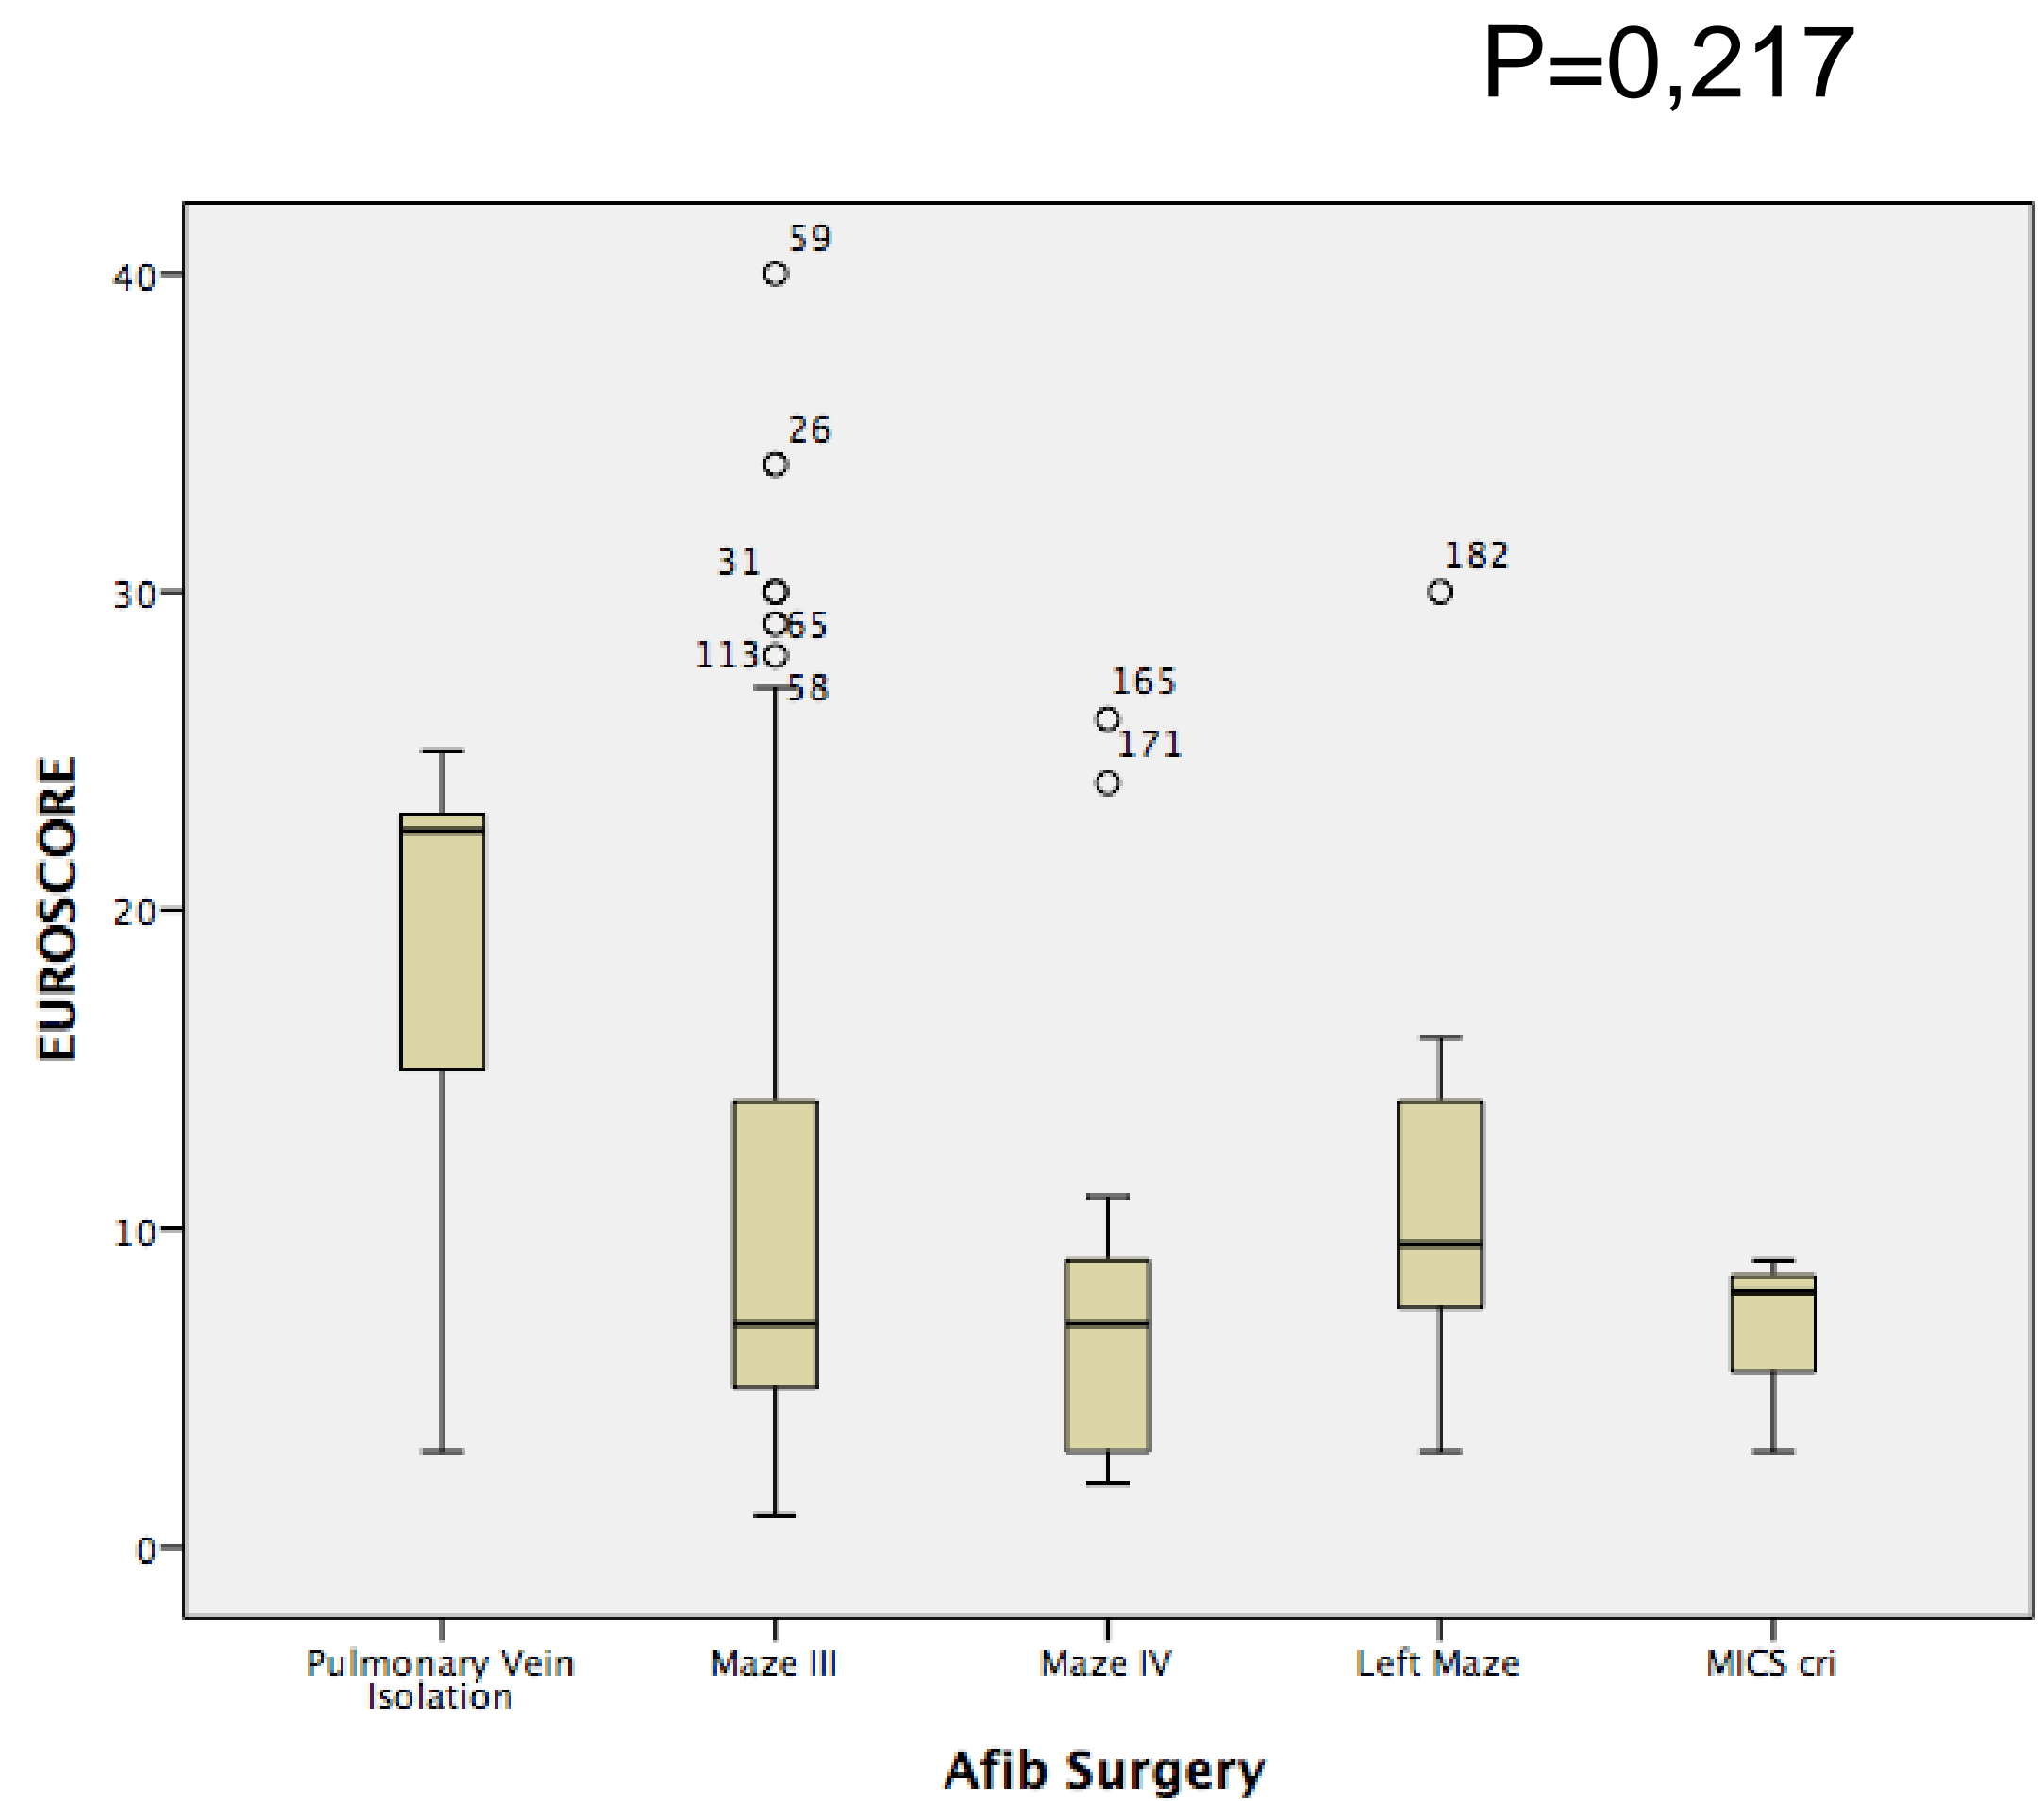 P=0,217
59
40
26
31
30
65
113
58
182
165
171
20
10
0
EUROSCORE
Pulmonary Vein
Isolation
Maze III
Maze IV
Left Maze
MICS cri
Afib Surgery